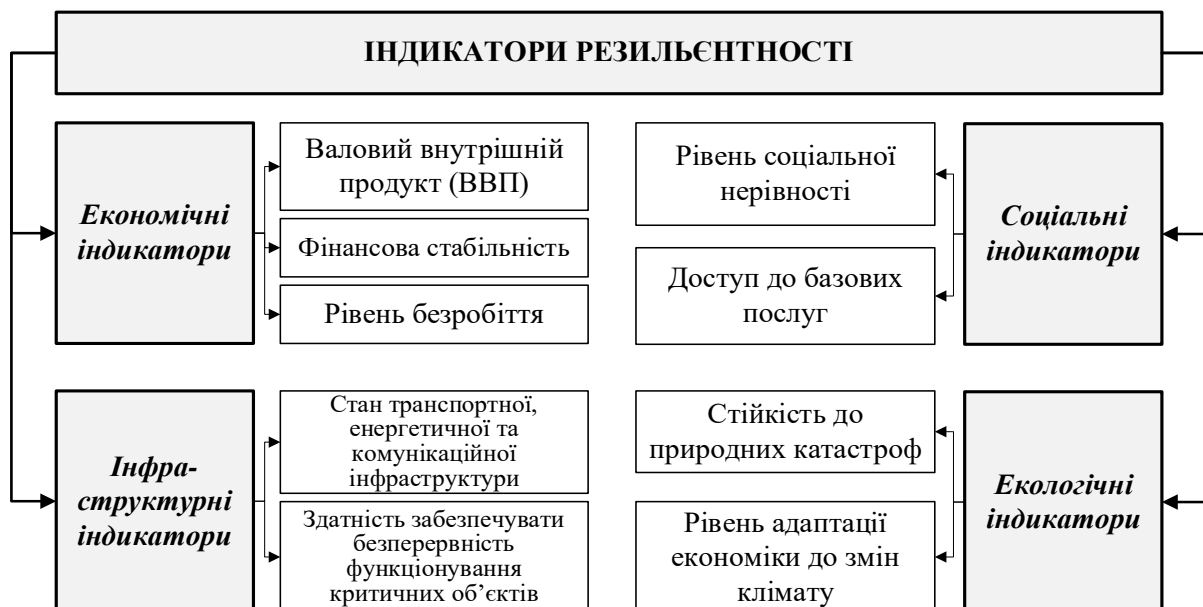 ІНДИКАТОРИ РЕЗИЛЬЄНТНОСТІ
Економічні
індикатори
Валовий внутрішній
продукт (ВВП)
Фінансова стабільність
Рівень безробіття
Рівень соціальної
нерівності
Доступ до базових
послуг
Соціальні
індикатори
Інфра-
структурні
індикатори
Стан транспортної,
енергетичної та
комунікаційної
інфраструктури
Здатність забезпечувати
безперервність
функціонування
критичних об’єктів
Стійкість до
природних катастроф
Рівень адаптації
економіки до змін
клімату
Екологічні
індикатори